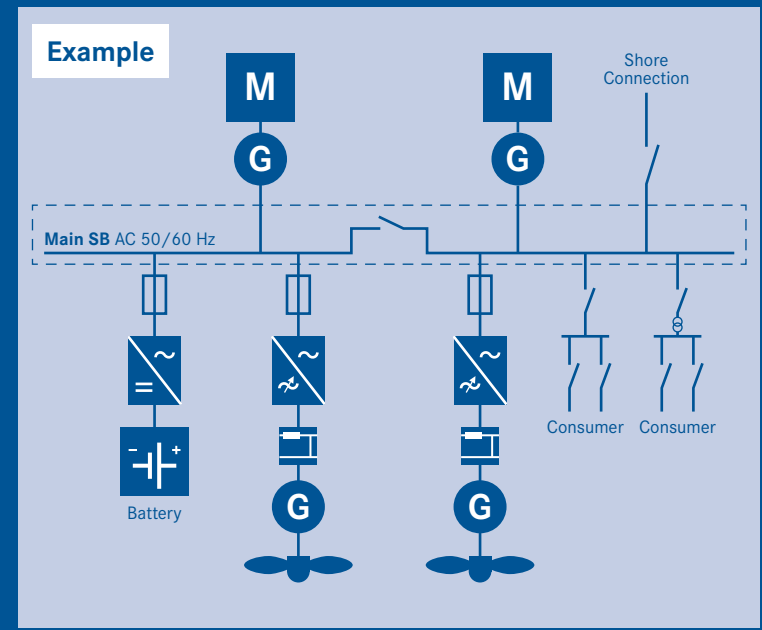 Example
M
M
Shore
Connection
G
G
Main SB AC 50/60 Hz
Consumer
Consumer
Battery
G
G